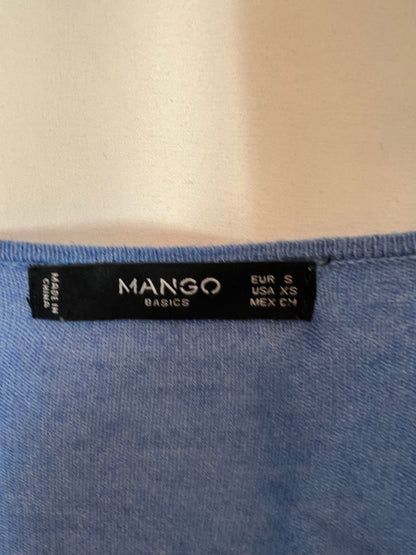 MADE IN
CHINA
MANGO
BASICS
EUR S
USA XS
MEX CH